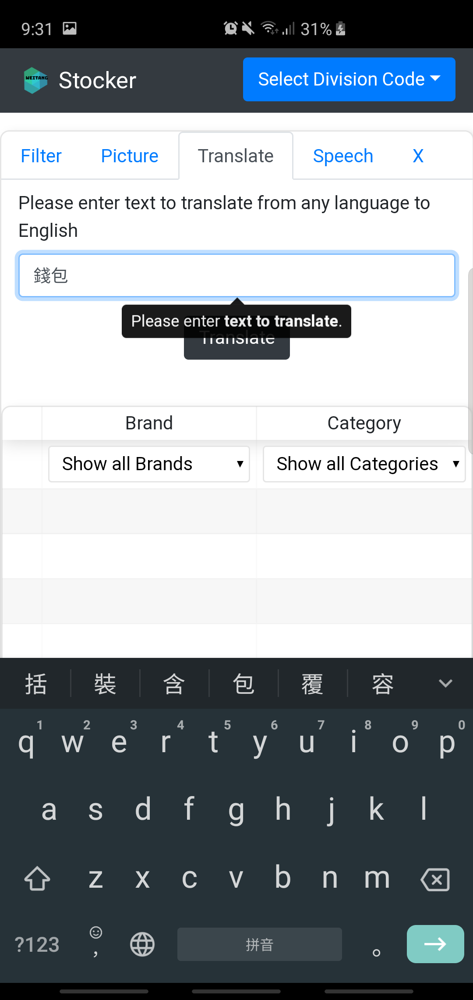 9:31 31%
WEITANG Stocker Select Division Code
Filter Picture Translate Speech X
Please enter text to translate from any language to
English
錢包
Please enter text to translate.
Translate
Brand Category
Show all Brands Show all Categories
括 裝 含 包 覆 容
1 2 3 4 5 6 7 8 9 0
q w e r t y u i o p
a s d f g h j k l
z x c v b n m
?123 , 拼音 。